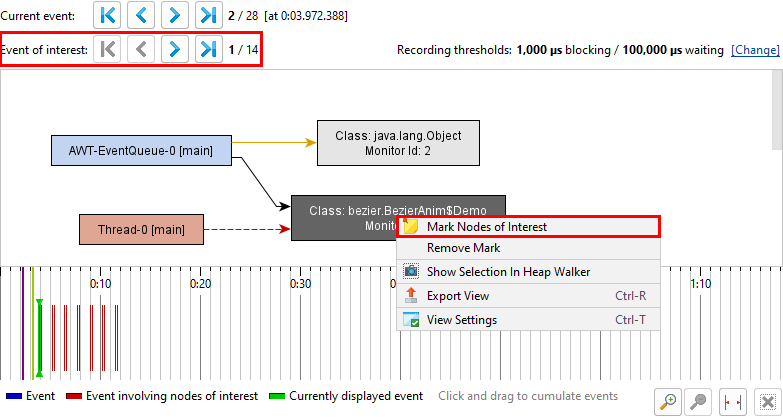 Current event: 2 / 28 [at 0:03.972.388]
Event of interest: 1 / 14 Recording thresholds: 1,000 µs blocking / 100,000 µs waiting [Change]
Class: java.lang.Object
Monitor Id: 2
AWT-EventQueue-0 [main]
Class: bezier.BezierAnim$Demo
Thread-0 [main]
Mark Nodes of Interest
Remove Mark
Show Selection In Heap Walker
Export View Ctrl-R
View Settings Ctrl-T
0:10 0:20 0:30 1:10
Event Event involving nodes of interest Currently displayed event Click and drag to cumulate events